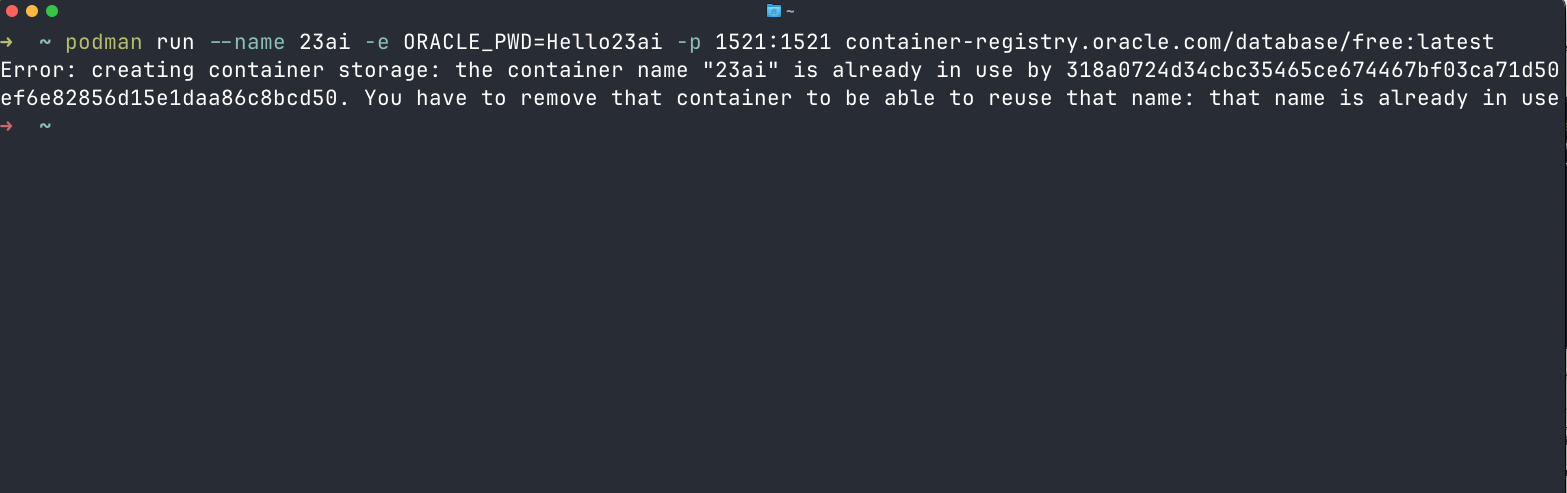 ~
→ ~ podman run --name 23ai -e ORACLE_PWD=Hello23ai -p 1521:1521 container-registry.oracle.com/database/free:latest
Error: creating container storage: the container name "23ai" is already in use by 318a0724d34cbc35465ce674467bf03ca71d50
ef6e82856d15e1daa86c8bcd50. You have to remove that container to be able to reuse that name: that name is already in use
→ ~